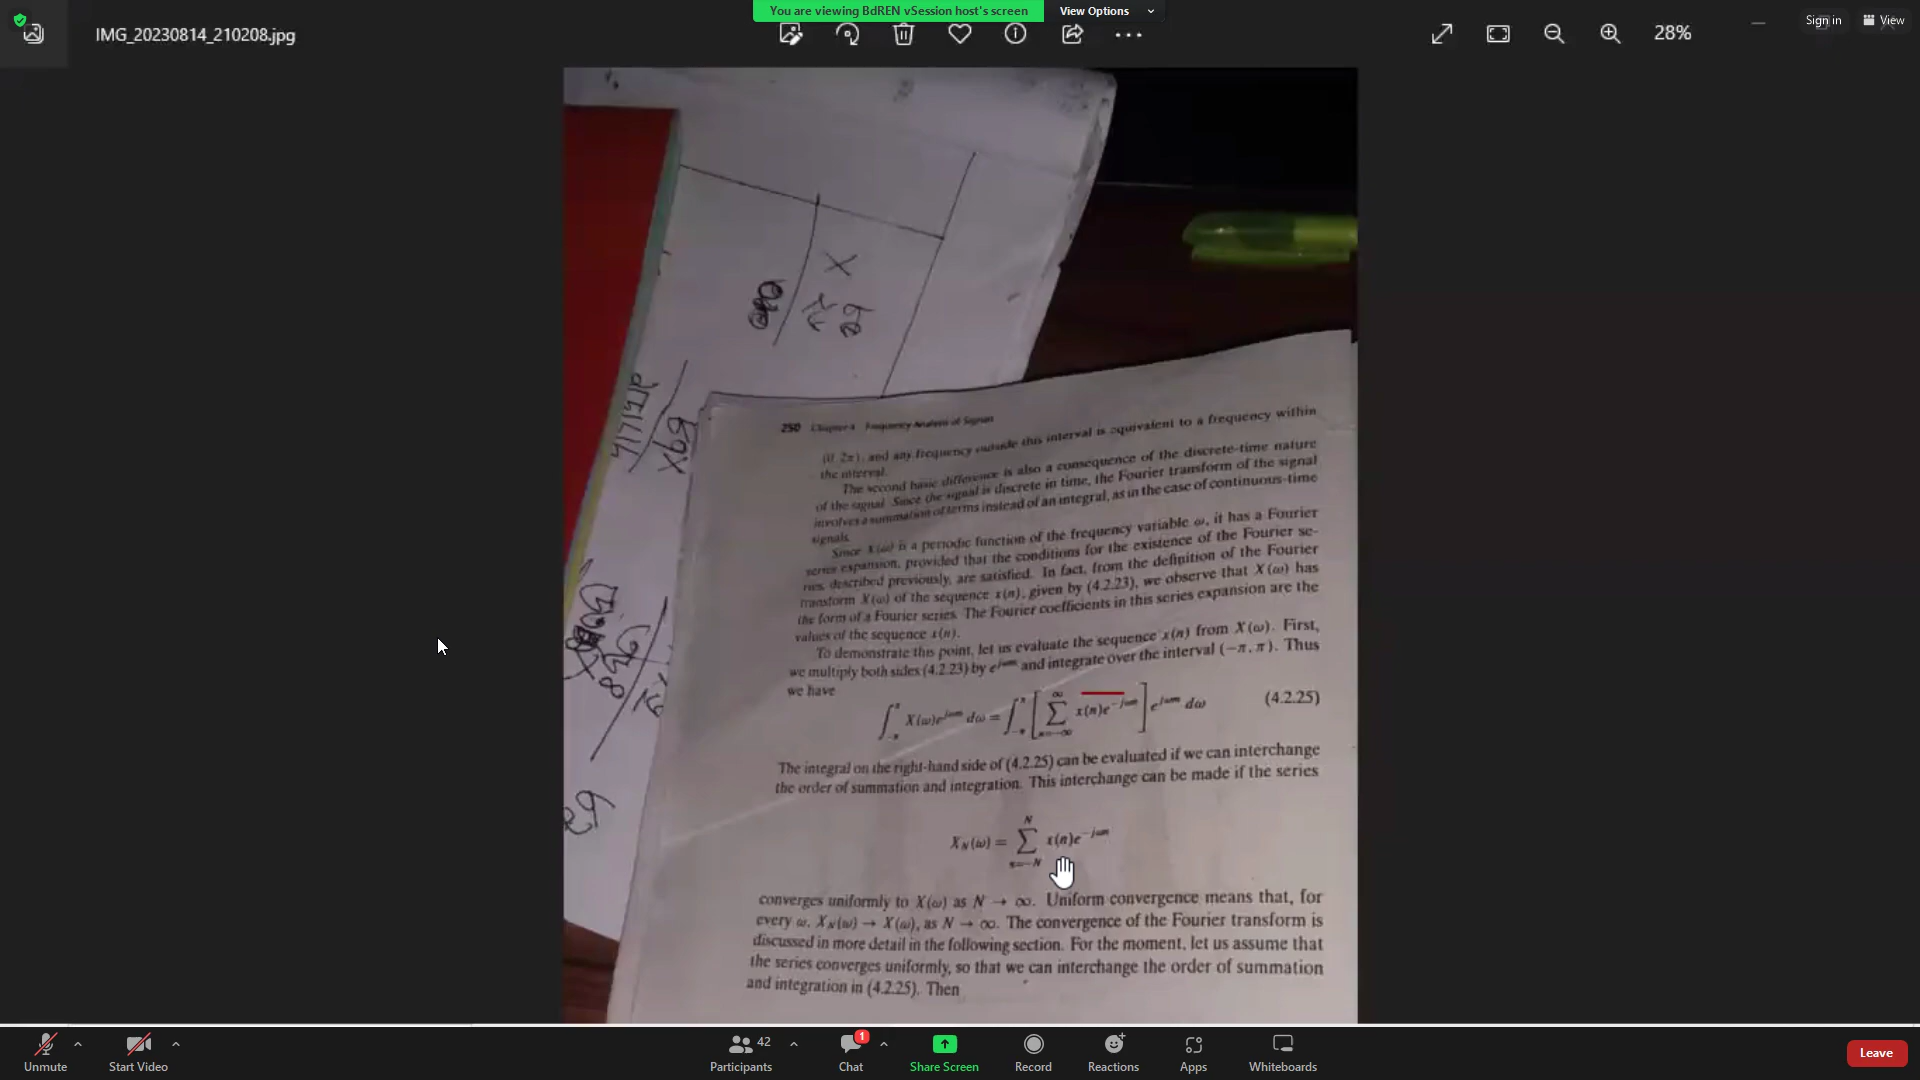 You are viewing BdREN vSession host's screen
View Options
Sign in
View
IMG_20230814_210208.jpg
28%
250 Chapter 4 Frequency Analysis of Signals
(0, 2π), and any frequency outside this interval is equivalent to a frequency within
the interval.
The second basic difference is also a consequence of the discrete-time nature
of the signal. Since the signal is discrete in time, the Fourier transform of the signal
involves a summation of terms instead of an integral, as in the case of continuous-time
signals.
Since X(ω) is a periodic function of the frequency variable ω, it has a Fourier
series expansion, provided that the conditions for the existence of the Fourier se-
ries, described previously, are satisfied. In fact, from the definition of the Fourier
transform X(ω) of the sequence x(n), given by (4.2.23), we observe that X(ω) has
the form of a Fourier series. The Fourier coefficients in this series expansion are the
values of the sequence x(n).
To demonstrate this point, let us evaluate the sequence x(n) from X(ω). First,
we multiply both sides (4.2.23) by e^{jωm} and integrate over the interval (−π, π). Thus
we have
∫_{−π}^{π} X(ω)e^{jωm} dω = ∫_{−π}^{π} [∑_{n=−∞}^{∞} x(n)e^{−jωn}] e^{jωm} dω (4.2.25)
The integral on the right-hand side of (4.2.25) can be evaluated if we can interchange
the order of summation and integration. This interchange can be made if the series
X_N(ω) = ∑_{n=−N}^{N} x(n)e^{−jωn}
converges uniformly to X(ω) as N → ∞. Uniform convergence means that, for
every ω, X_N(ω) → X(ω), as N → ∞. The convergence of the Fourier transform is
discussed in more detail in the following section. For the moment, let us assume that
the series converges uniformly, so that we can interchange the order of summation
and integration in (4.2.25). Then
Unmute
Start Video
42
Participants
1
Chat
Share Screen
Record
Reactions
Apps
Whiteboards
Leave